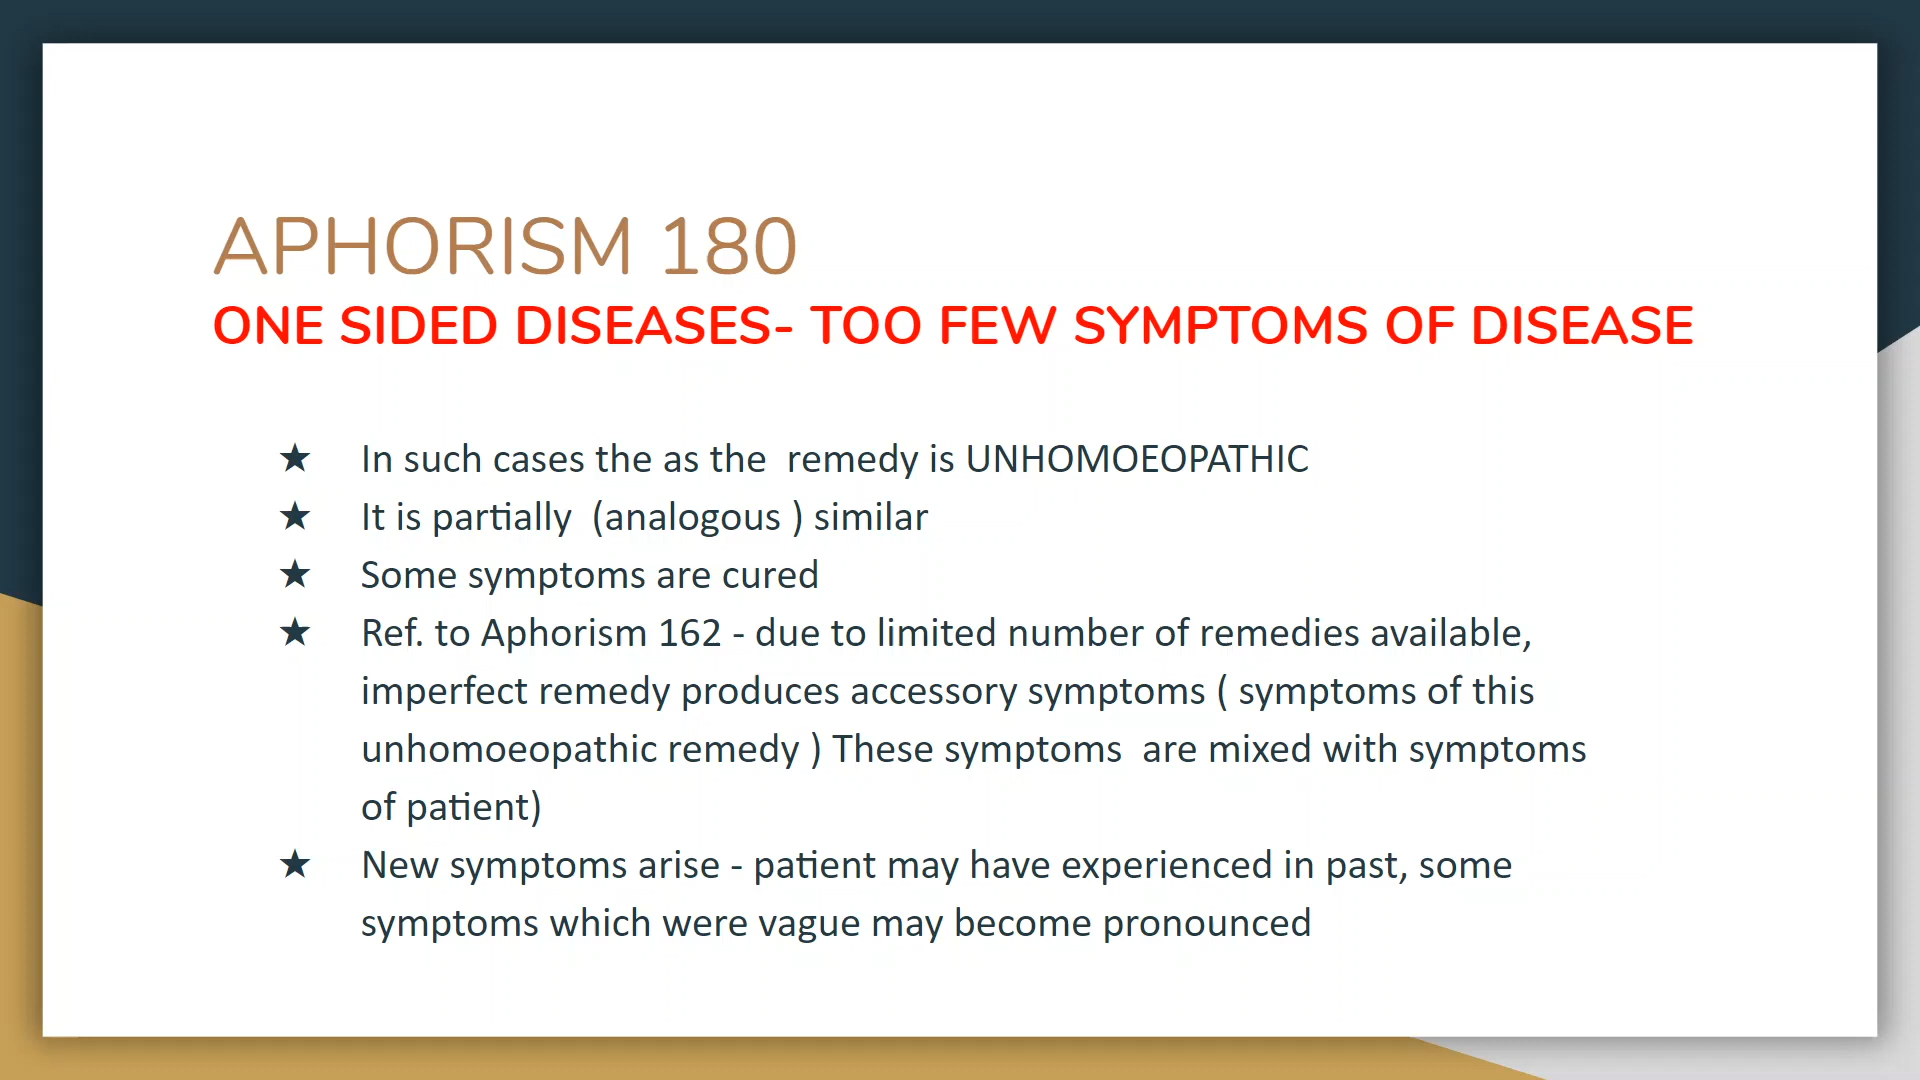 APHORISM 180
ONE SIDED DISEASES- TOO FEW SYMPTOMS OF DISEASE
★ In such cases the as the  remedy is UNHOMOEOPATHIC
★ It is partially  (analogous ) similar
★ Some symptoms are cured
★ Ref. to Aphorism 162 - due to limited number of remedies available,
imperfect remedy produces accessory symptoms ( symptoms of this
unhomoeopathic remedy ) These symptoms  are mixed with symptoms
of patient)
★ New symptoms arise - patient may have experienced in past, some
symptoms which were vague may become pronounced